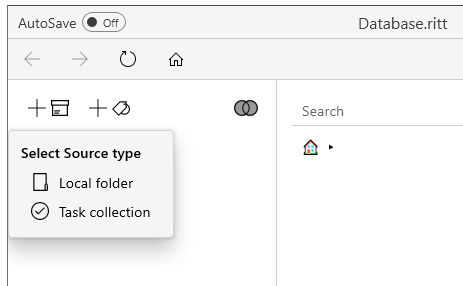 AutoSave Off Database.ritt
Search
Select Source type
Local folder
Task collection